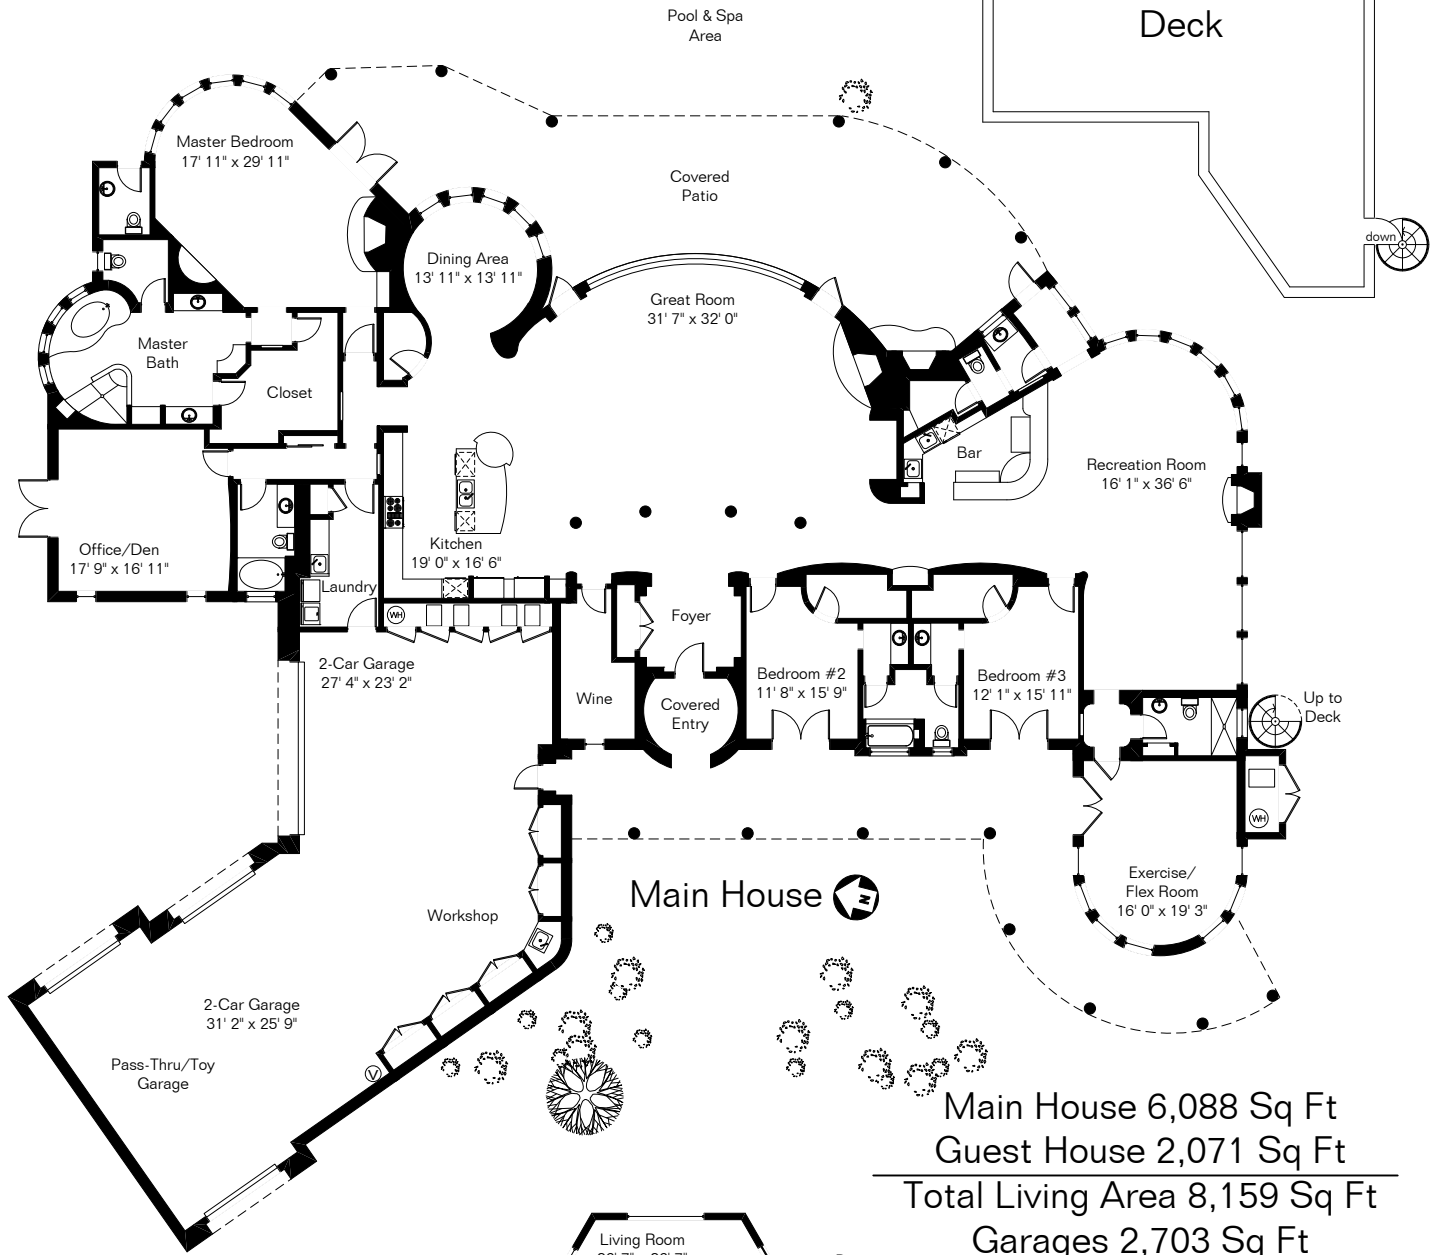 Pool & Spa
Area
Deck
Master Bedroom
17' 11" x 29' 11"
Covered
Patio
down
Dining Area
13' 11" x 13' 11"
Great Room
31' 7" x 32' 0"
Master
Bath
Closet
Bar
Recreation Room
16' 1" x 36' 6"
Office/Den
17' 9" x 16' 11"
Kitchen
19' 0" x 16' 6"
Laundry
WH
Foyer
2-Car Garage
27' 4" x 23' 2"
Wine
Covered
Entry
Bedroom #2
11' 8" x 15' 9"
Bedroom #3
12' 1" x 15' 11"
Up to
Deck
WH
Main House
N
Exercise/
Flex Room
16' 0" x 19' 3"
Workshop
2-Car Garage
31' 2" x 25' 9"
Pass-Thru/Toy
Garage
V
Main House 6,088 Sq Ft
Guest House 2,071 Sq Ft
Total Living Area 8,159 Sq Ft
Garages 2,703 Sq Ft
Living Room